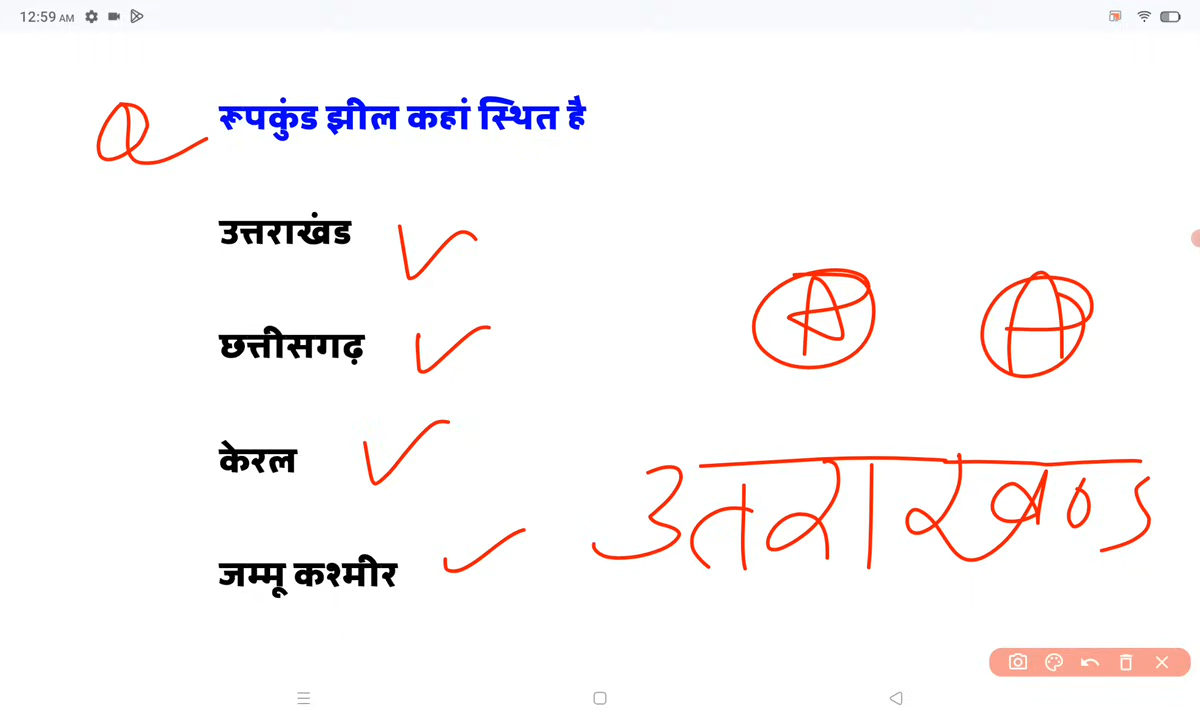 12:59 AM
Q रूपकुंड झील कहां स्थित है
उत्तराखंड
छत्तीसगढ़
केरल
जम्मू कश्मीर
A A
उत्तराखण्ड